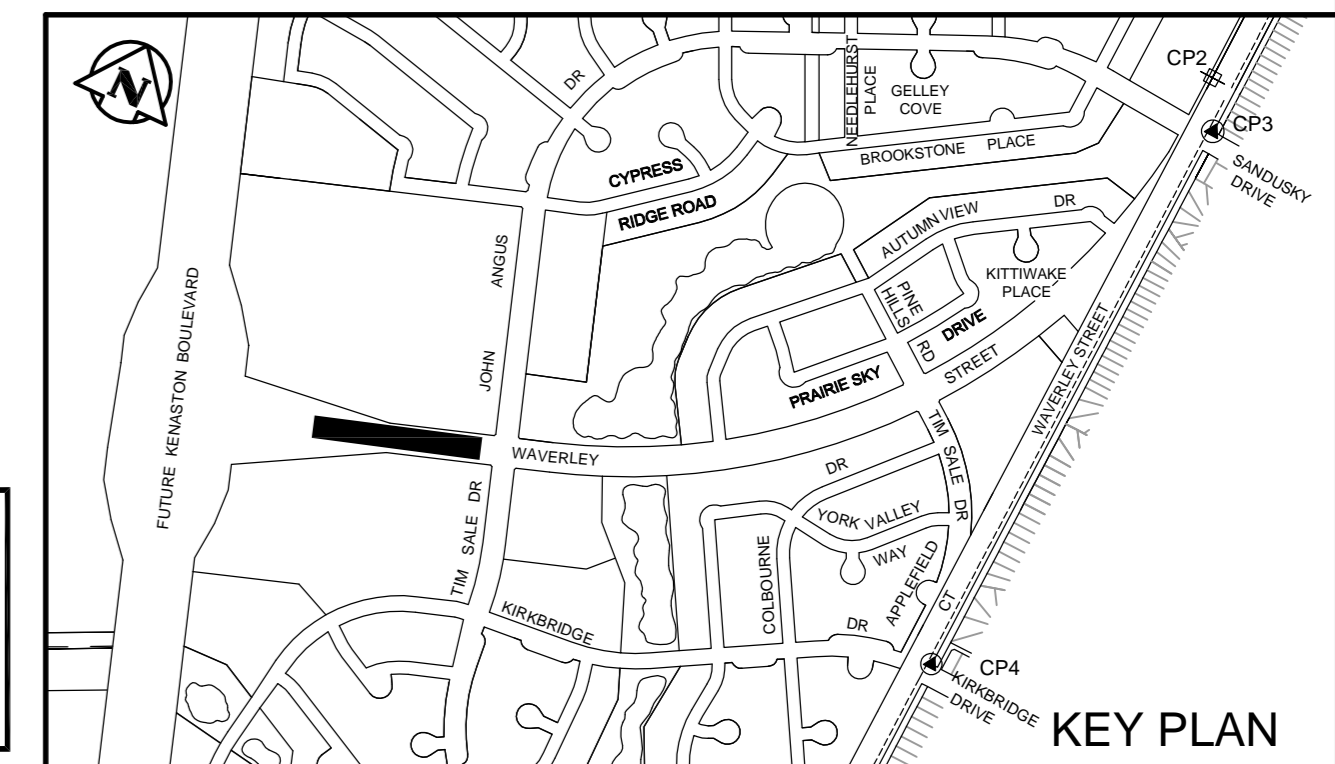 N
DR
NEEDLEHURST
PLACE
GELLEY
COVE
CP2
CP3
SANDUSKY
DRIVE
BROOKSTONE PLACE
CYPRESS
RIDGE ROAD
AUTUMNVIEW DR
KITTIWAKE
PLACE
PINE
HILLS
RD
PRAIRIE SKY DRIVE
JOHN ANGUS
FUTURE KENASTON BOULEVARD
WAVERLEY STREET
WAVERLEY STREET
TIM SALE DR
TIM SALE DR
COLBOURNE DR
YORK VALLEY
WAY
APPLEFIELD CT
KIRKBRIDGE DR
CP4
KIRKBRIDGE
DRIVE
KEY PLAN